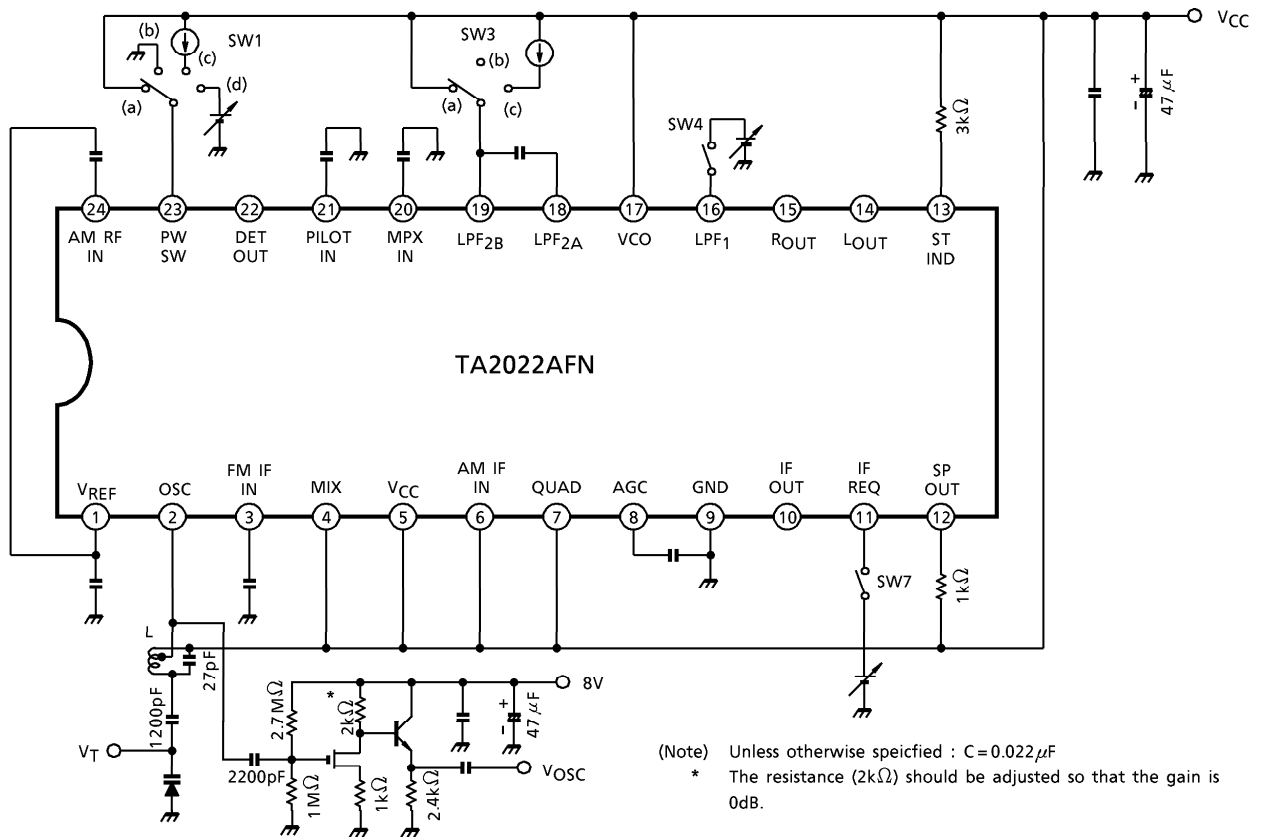 VCC
(b)
SW1
(c)
(d)
(a)
SW3
(b)
(a)
(c)
SW4
3kΩ
+
−
47μF
24 23 22 21 20 19 18 17 16 15 14 13
AM RF IN
PW SW
DET OUT
PILOT IN
MPX IN
LPF2B
LPF2A
VCO
LPF1
ROUT
LOUT
ST IND
TA2022AFN
VREF
OSC
FM IF IN
MIX
VCC
AM IF IN
QUAD
AGC
GND
IF OUT
IF REQ
SP OUT
1 2 3 4 5 6 7 8 9 10 11 12
SW7
1kΩ
L
27pF
1200pF
VT
2200pF
2.7MΩ
1MΩ
*
2kΩ
1kΩ
2.4kΩ
8V
+
−
47μF
VOSC
(Note) Unless otherwise speicfied : C=0.022μF
* The resistance (2kΩ) should be adjusted so that the gain is
0dB.